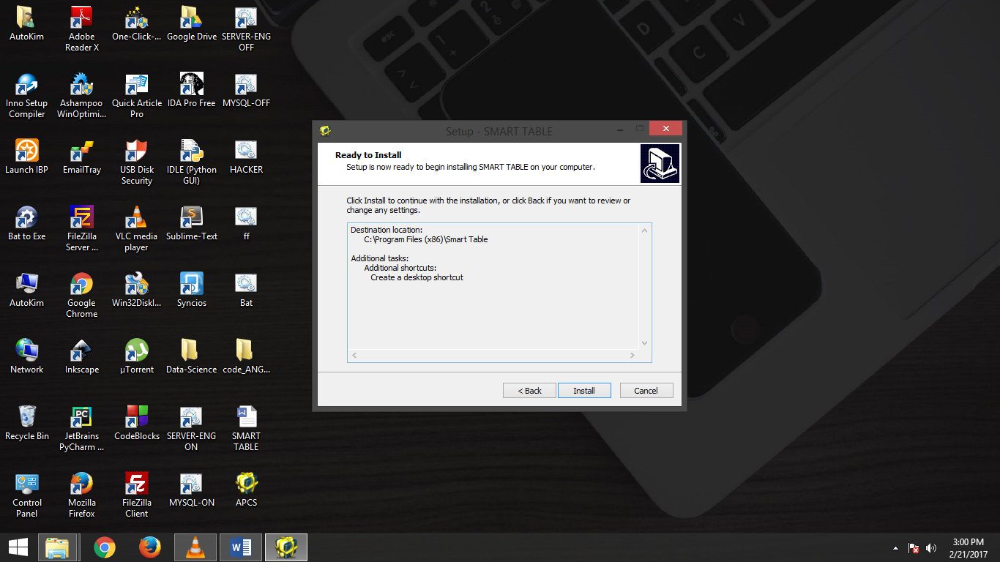 AutoKim
Adobe
Reader X
One-Click-...
Google Drive
SERVER-ENG
OFF
Inno Setup
Compiler
Ashampoo
WinOptimi...
Quick Article
Pro
IDA Pro Free
MYSQL-OFF
Launch IBP
EmailTray
USB Disk
Security
IDLE (Python
GUI)
HACKER
Bat to Exe
FileZilla
Server ...
VLC media
player
Sublime-Text
ff
AutoKim
Google
Chrome
Win32DiskI...
Syncios
Bat
Network
Inkscape
µTorrent
Data-Science
code_ANG...
Recycle Bin
JetBrains
PyCharm ...
CodeBlocks
SERVER-ENG
ON
SMART
TABLE
Control
Panel
Mozilla
Firefox
FileZilla
Client
MYSQL-ON
APCS
Setup - SMART TABLE
Ready to Install
Setup is now ready to begin installing SMART TABLE on your computer.
Click Install to continue with the installation, or click Back if you want to review or
change any settings.
Destination location:
C:\Program Files (x86)\Smart Table
Additional tasks:
Additional shortcuts:
Create a desktop shortcut
< Back
Install
Cancel
esc
D
C
V
3:00 PM
2/21/2017